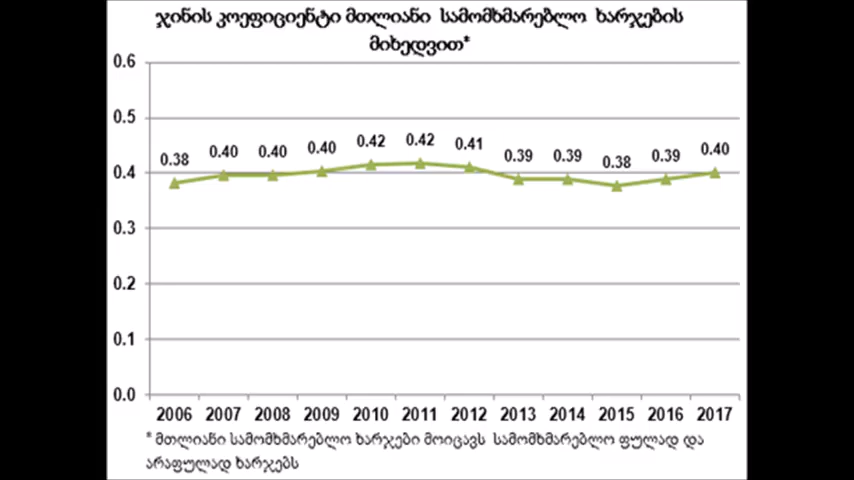 ჯინის კოეფიციენტი მთლიანი სამომხმარებლო ხარჯების
მიხედვით*
0.6
0.5
0.4
0.3
0.2
0.1
0.0
0.38 0.40 0.40 0.40 0.42 0.42 0.41 0.39 0.39 0.38 0.39 0.40
2006 2007 2008 2009 2010 2011 2012 2013 2014 2015 2016 2017
* მთლიანი სამომხმარებლო ხარჯები მოიცავს სამომხმარებლო ფულად და
არაფულად ხარჯებს